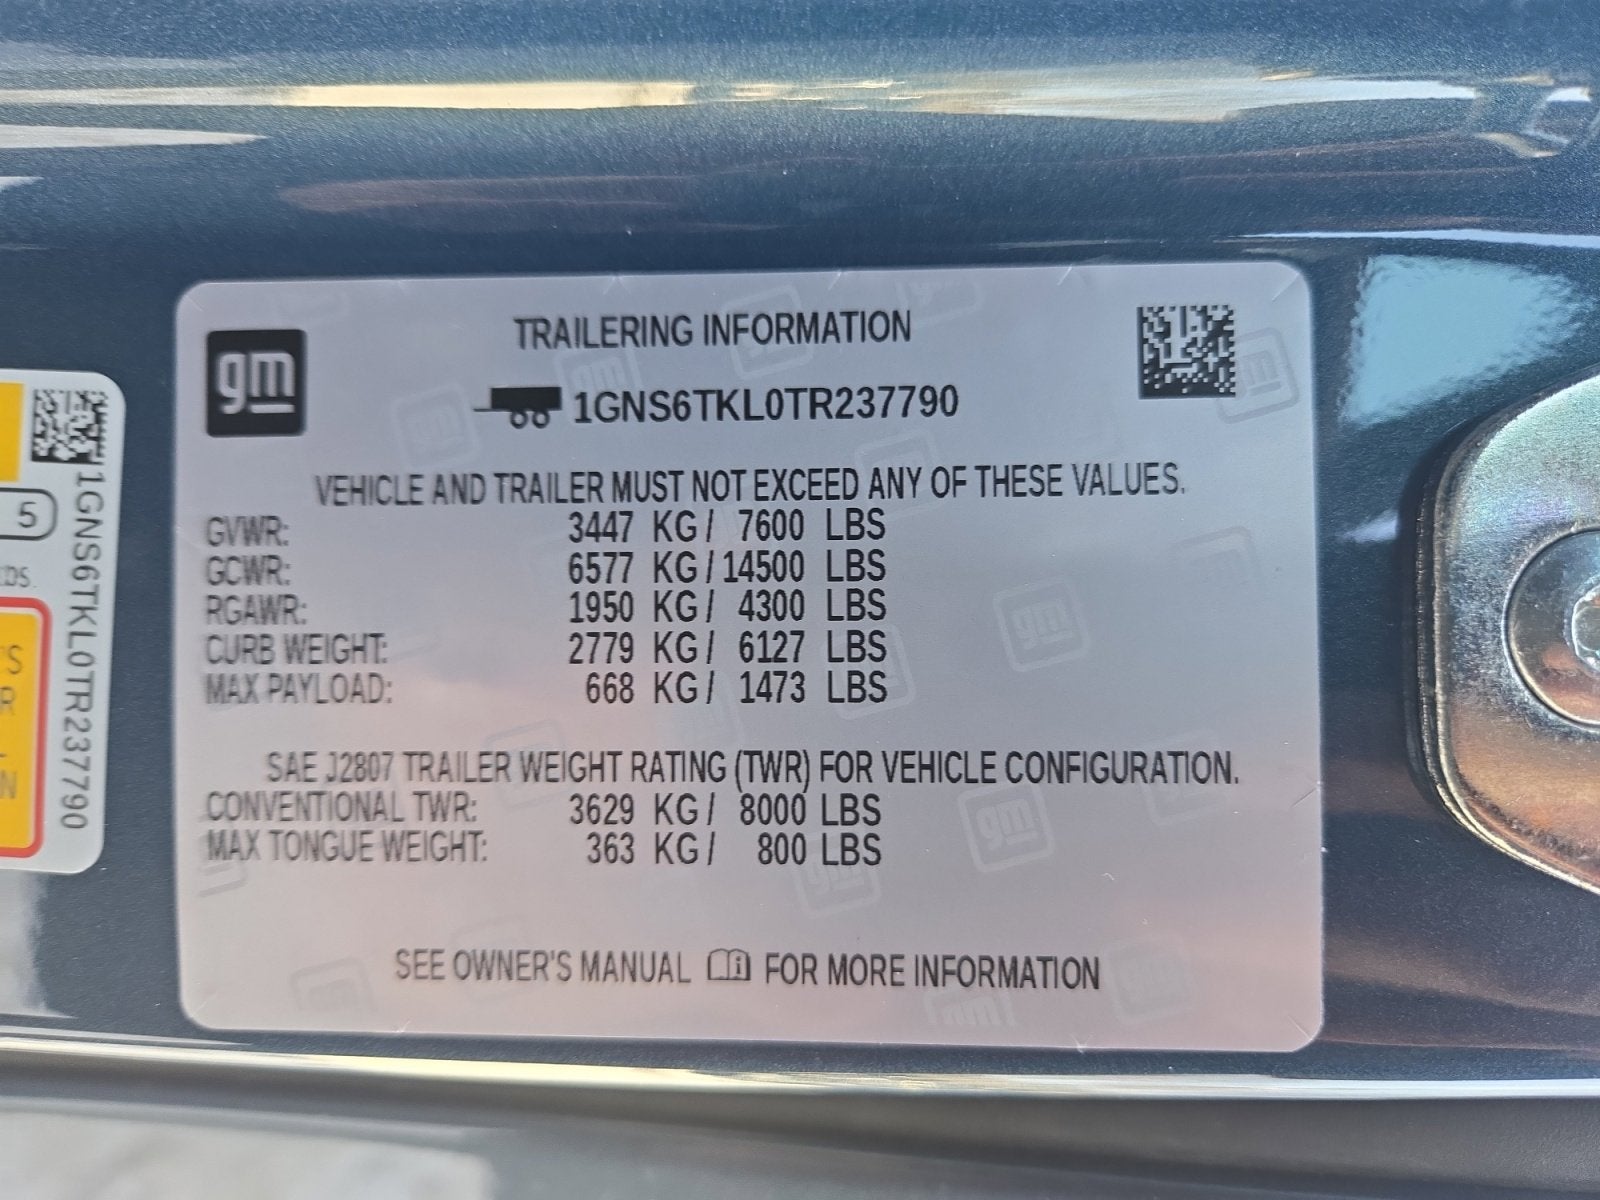 gm
TRAILERING INFORMATION
1GNS6TKL0TR237790
VEHICLE AND TRAILER MUST NOT EXCEED ANY OF THESE VALUES.
GVWR: 3447 KG/ 7600 LBS
GCWR: 6577 KG/14500 LBS
RGAWR: 1950 KG/ 4300 LBS
CURB WEIGHT: 2779 KG/ 6127 LBS
MAX PAYLOAD: 668 KG/ 1473 LBS
SAE J2807 TRAILER WEIGHT RATING (TWR) FOR VEHICLE CONFIGURATION.
CONVENTIONAL TWR: 3629 KG/ 8000 LBS
MAX TONGUE WEIGHT: 363 KG/ 800 LBS
SEE OWNER'S MANUAL FOR MORE INFORMATION
1GNS6TKL0TR237790
5